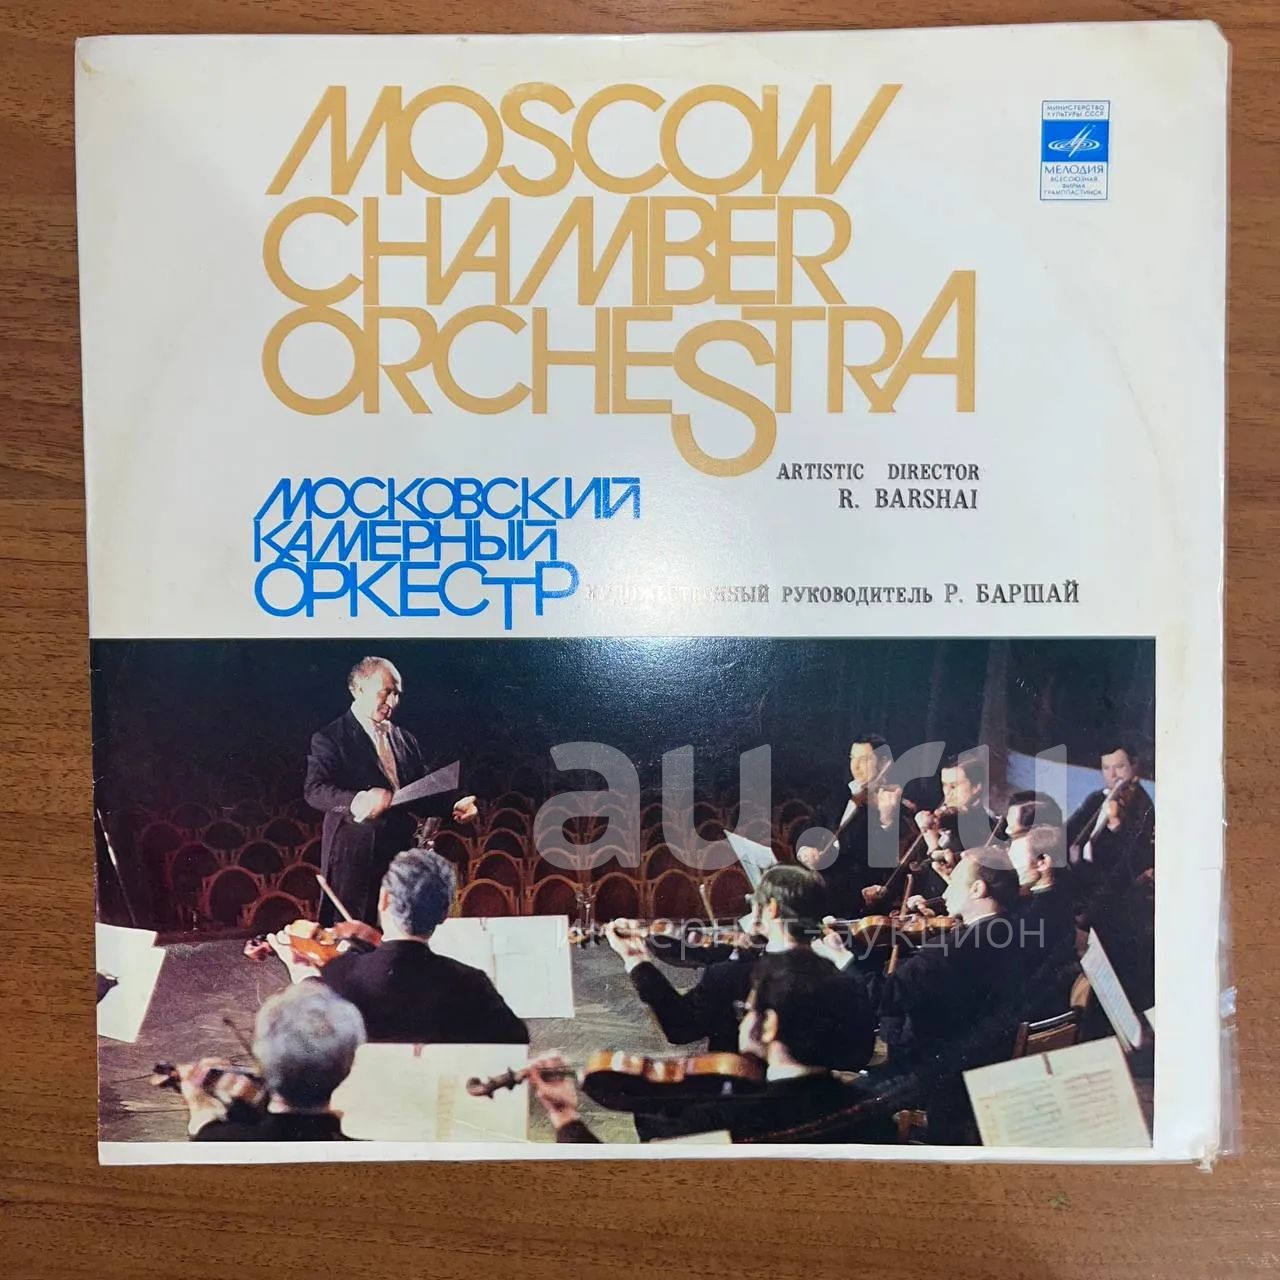 MOSCOW
CHAMBER
ORCHESTRA
МИНИСТЕРСТВО
КУЛЬТУРЫ СССР
МЕЛОДИЯ
ВСЕСОЮЗНАЯ
ФИРМА
ГРАМПЛАСТИНОК
ARTISTIC DIRECTOR
R. BARSHAI
МОСКОВСКИЙ
КАМЕРНЫЙ
ОРКЕСТР
ХУДОЖЕСТВЕННЫЙ РУКОВОДИТЕЛЬ Р. БАРШАЙ
au.ru
интернет-аукцион